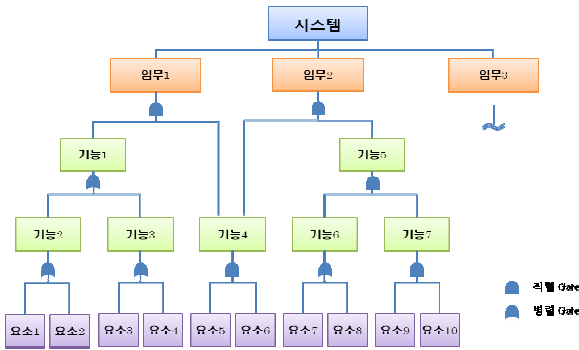 시스템
임무1
임무2
임무3
기능1
기능5
기능2
기능3
기능4
기능6
기능7
직렬 Gate
병렬 Gate
요소1
요소2
요소3
요소4
요소5
요소6
요소7
요소8
요소9
요소10